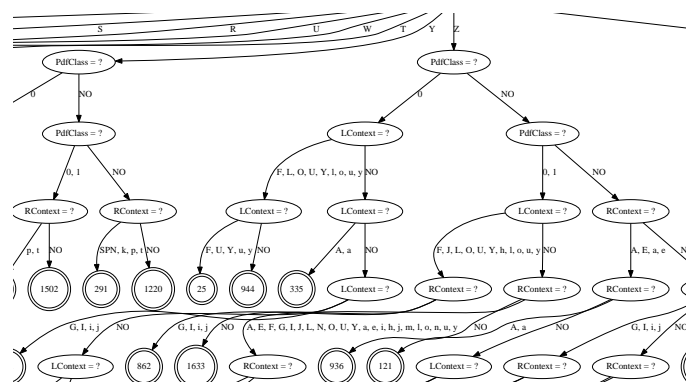 S R U W T Y Z
PdfClass = ? PdfClass = ?
0 NO 0 NO
PdfClass = ? LContext = ? PdfClass = ?
0, 1 NO F, L, O, U, Y, l, o, u, y NO 0, 1 NO
RContext = ? RContext = ? LContext = ? LContext = ? LContext = ? RContext = ?
p, t NO SPN, k, p, t NO F, U, Y, u, y NO A, a NO F, J, L, O, U, Y, h, l, o, u, y NO A, E, a, e
1502 291 1220 25 944 335 LContext = ? RContext = ? RContext = ? RContext = ?
G, I, i, j NO G, I, i, j NO A, E, F, G, I, J, L, N, O, U, Y, a, e, i, h, j, m, l, o, n, u, y NO A, a NO G, I, i, j
LContext = ? 862 1633 RContext = ? 936 121 LContext = ? RContext = ? RContext = ?